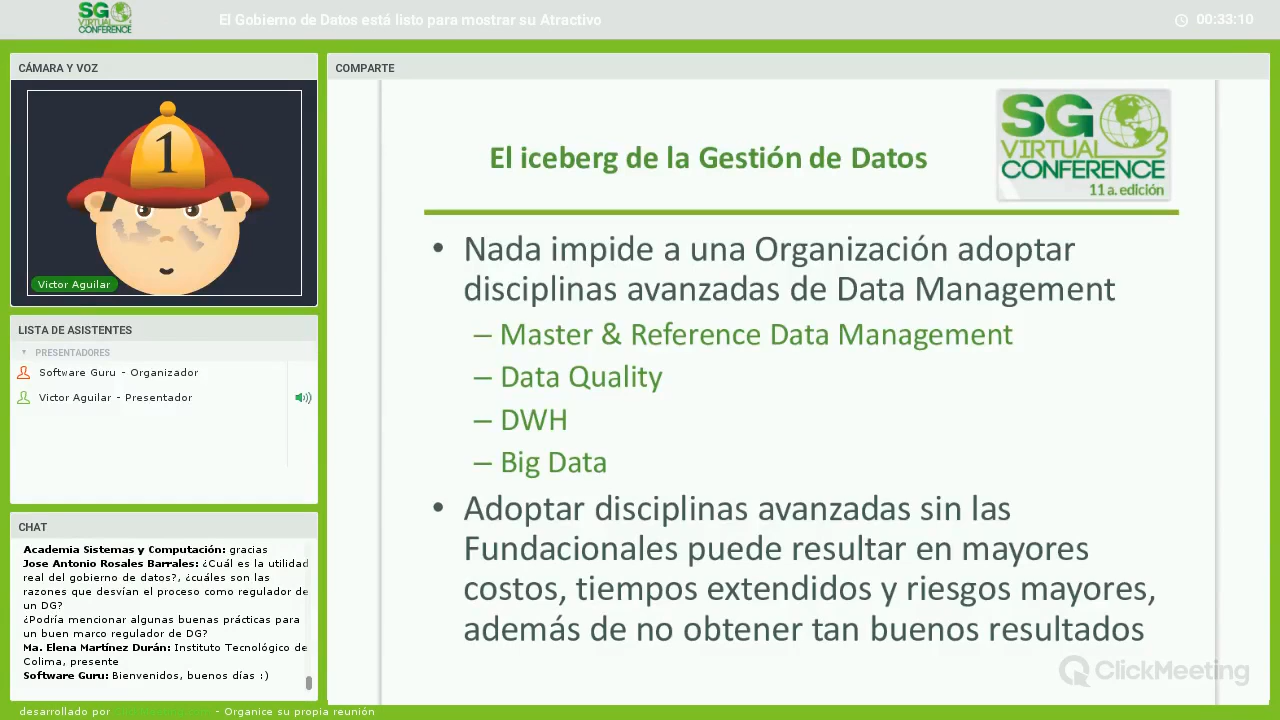 SG
VIRTUAL
CONFERENCE
El Gobierno de Datos está listo para mostrar su Atractivo
00:33:10
CÁMARA Y VOZ
1
Victor Aguilar
LISTA DE ASISTENTES
PRESENTADORES
Software Guru - Organizador
Victor Aguilar - Presentador
CHAT
Academia Sistemas y Computación: gracias
Jose Antonio Rosales Barrales: ¿Cuál es la utilidad
real del gobierno de datos?, ¿cuáles son las
razones que desvían el proceso como regulador de
un DG?
¿Podría mencionar algunas buenas prácticas para
un buen marco regulador de DG?
Ma. Elena Martínez Durán: Instituto Tecnológico de
Colima, presente
Software Guru: Bienvenidos, buenos días :)
COMPARTE
El iceberg de la Gestión de Datos
SG
VIRTUAL
CONFERENCE
11 a. edición
• Nada impide a una Organización adoptar
disciplinas avanzadas de Data Management
– Master & Reference Data Management
– Data Quality
– DWH
– Big Data
• Adoptar disciplinas avanzadas sin las
Fundacionales puede resultar en mayores
costos, tiempos extendidos y riesgos mayores,
además de no obtener tan buenos resultados
ClickMeeting
desarrollado por - Organice su propia reunión